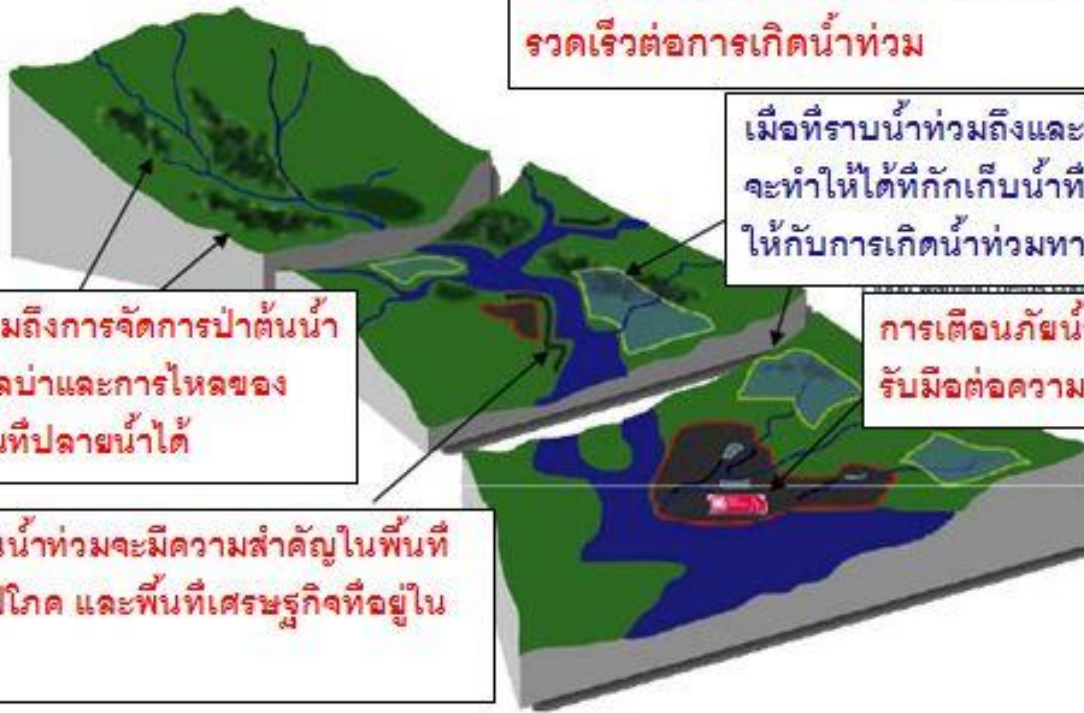 รวดเร็วต่อการเกิดน้ำท่วม
เมื่อที่ราบน้ำท่วมถึงและ
จะทำให้ได้ที่กักเก็บน้ำที่
ให้กับการเกิดน้ำท่วมทา
มถึงการจัดการป่าต้นน้ำ
ลบ่าและการไหลของ
นที่ปลายน้ำได้
การเตือนภัยน้
รับมือต่อความ
นน้ำท่วมจะมีความสำคัญในพื้นที่
ปโภค และพื้นที่เศรษฐกิจที่อยู่ใน